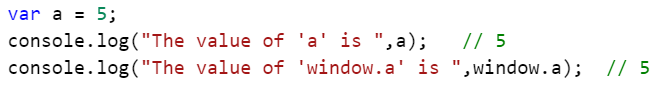 var a = 5;
console.log("The value of 'a' is ",a);   // 5
console.log("The value of 'window.a' is ",window.a);  // 5